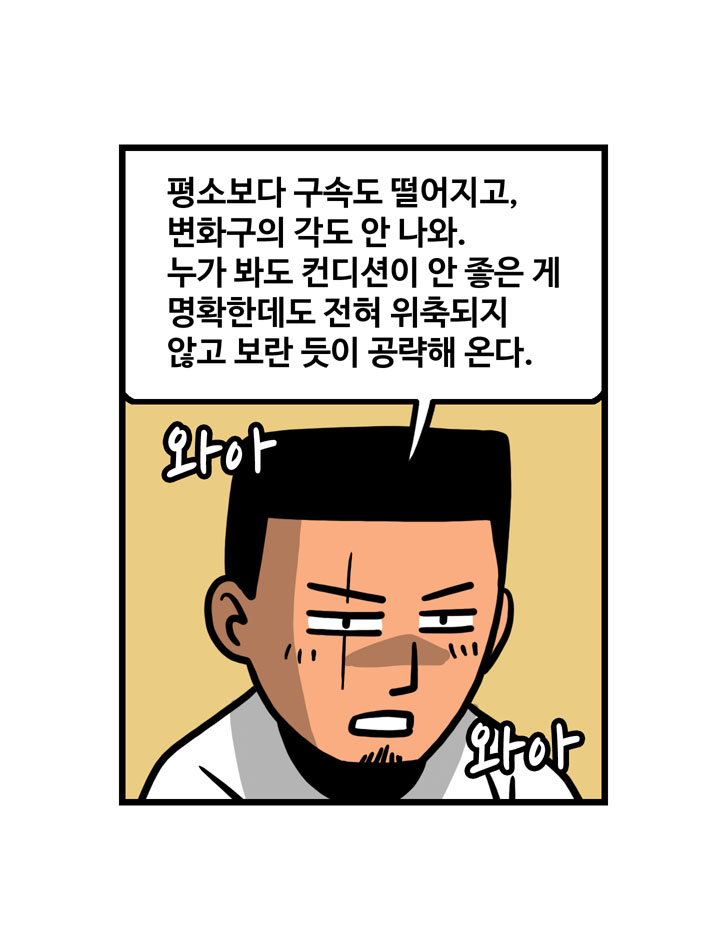 평소보다 구속도 떨어지고,
변화구의 각도 안 나와.
누가 봐도 컨디션이 안 좋은 게
명확한데도 전혀 위축되지
않고 보란 듯이 공략해 온다.
와아
와아